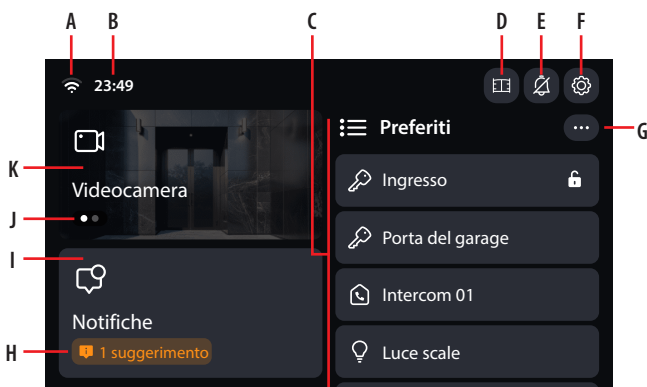 A B C D E F
23:49
Preferiti
G
K
Videocamera
Ingresso
J
Porta del garage
I
Intercom 01
Notifiche
H
1 suggerimento
Luce scale